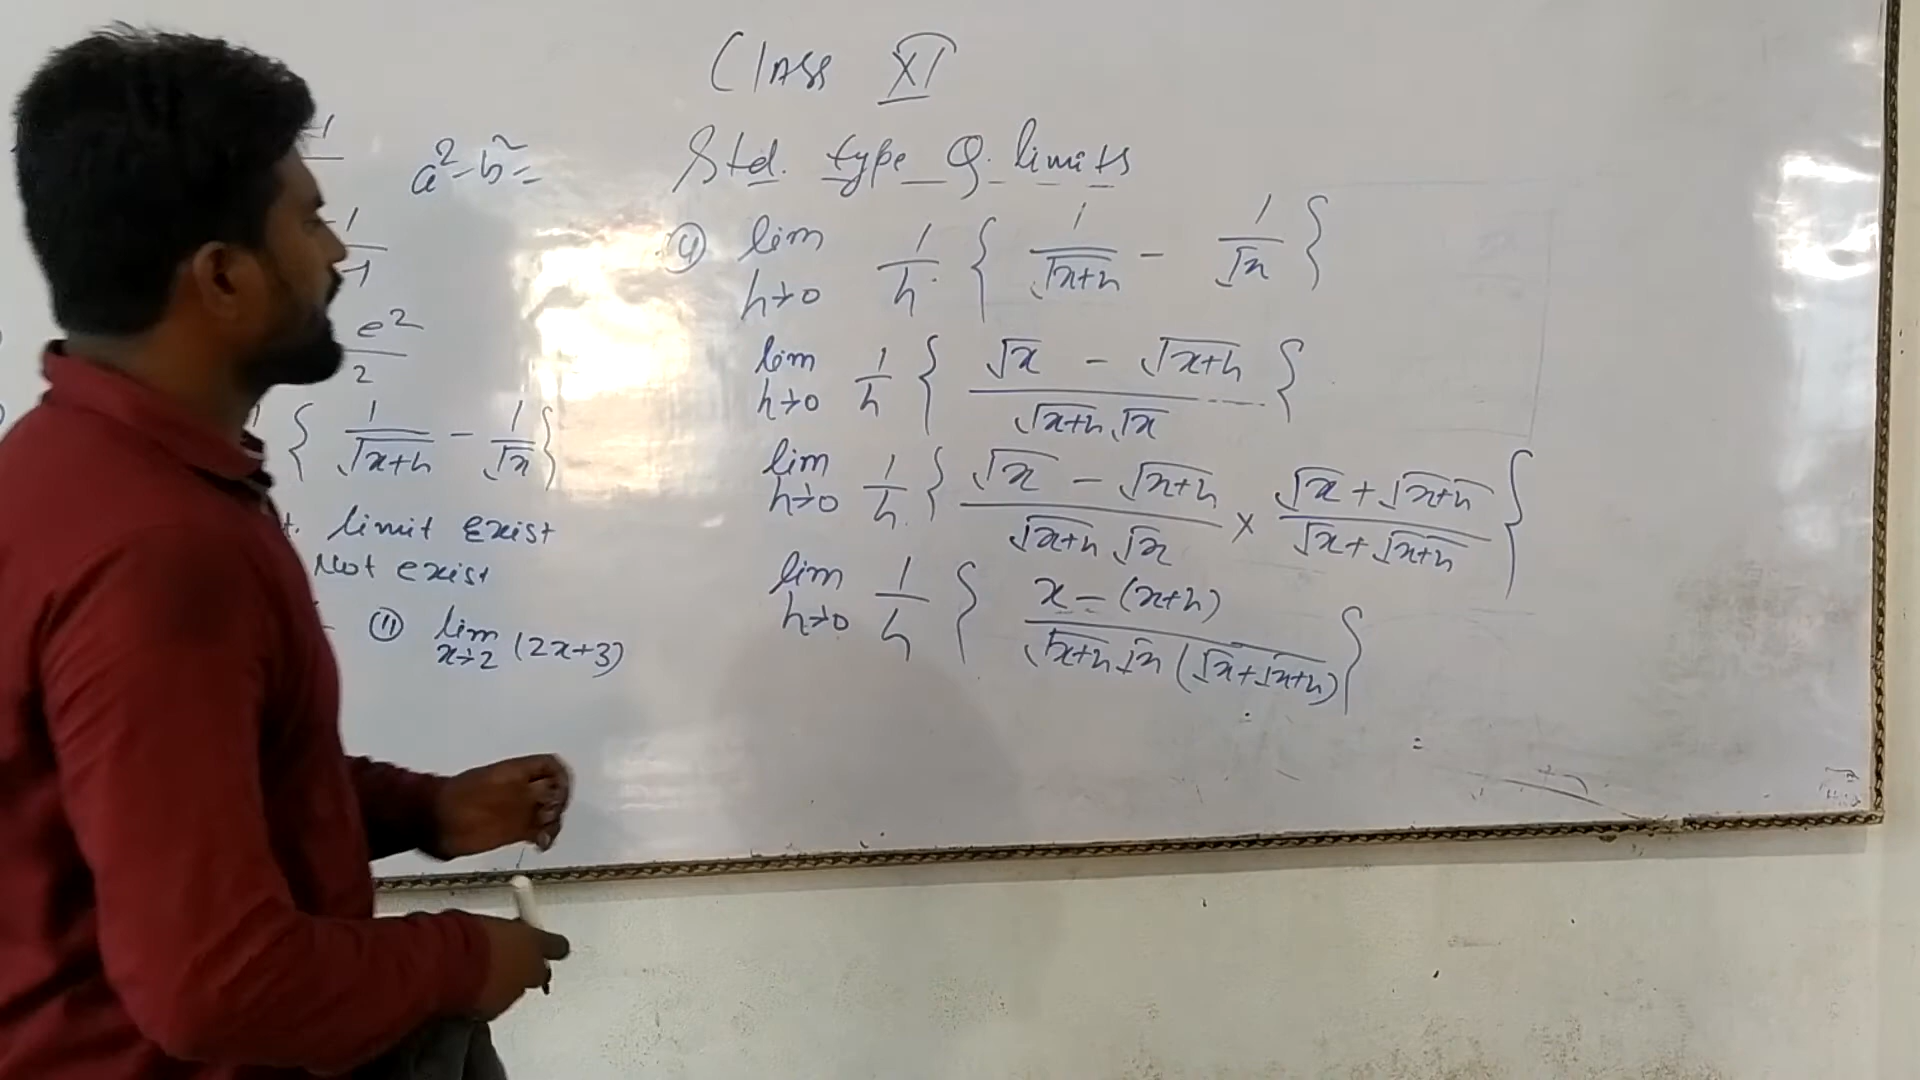 Class XI
Std. type Q. limits
④ lim h→0 1/h { 1/√(x+h) - 1/√x }
lim h→0 1/h { (√x - √(x+h)) / (√(x+h) √x) }
lim h→0 1/h { (√x - √(x+h)) / (√(x+h) √x) × (√x + √(x+h)) / (√x + √(x+h)) }
lim h→0 1/h { (x - (x+h)) / (√(x+h) √x (√x + √(x+h))) }
a² - b² =
-1
-1
-1
e²
2
{ 1/√(x+h) - 1/√x }
limit exist
Not exist
⑪ lim x→2 (2x+3)